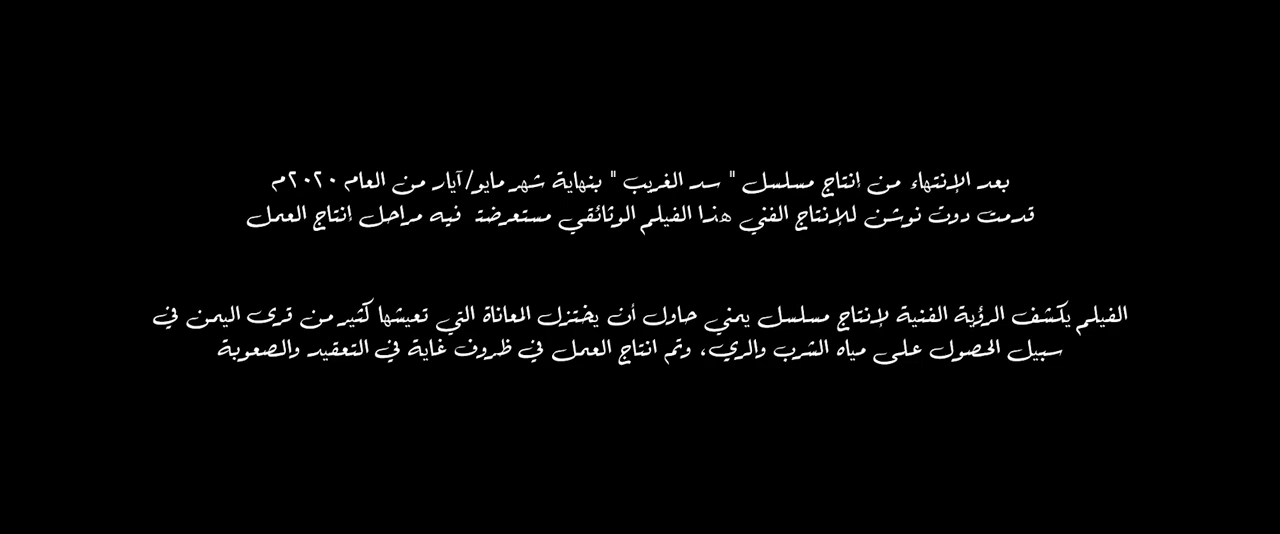 بعد الإنتهاء من إنتاج مسلسل " سد الغريب " بنهاية شهر مايو/آيار من العام ٢٠٢٠م
قدمت دوت نوشن للإنتاج الفني هذا الفيلم الوثائقي مستعرضة فيه مراحل إنتاج العمل
الفيلم يكشف الرؤية الفنية لإنتاج مسلسل يمني حاول أن يختزل المعاناة التي تعيشها كثير من قرى اليمن في
سبيل الحصول على مياه الشرب والري، وتم انتاج العمل في ظروف غاية في التعقيد والصعوبة